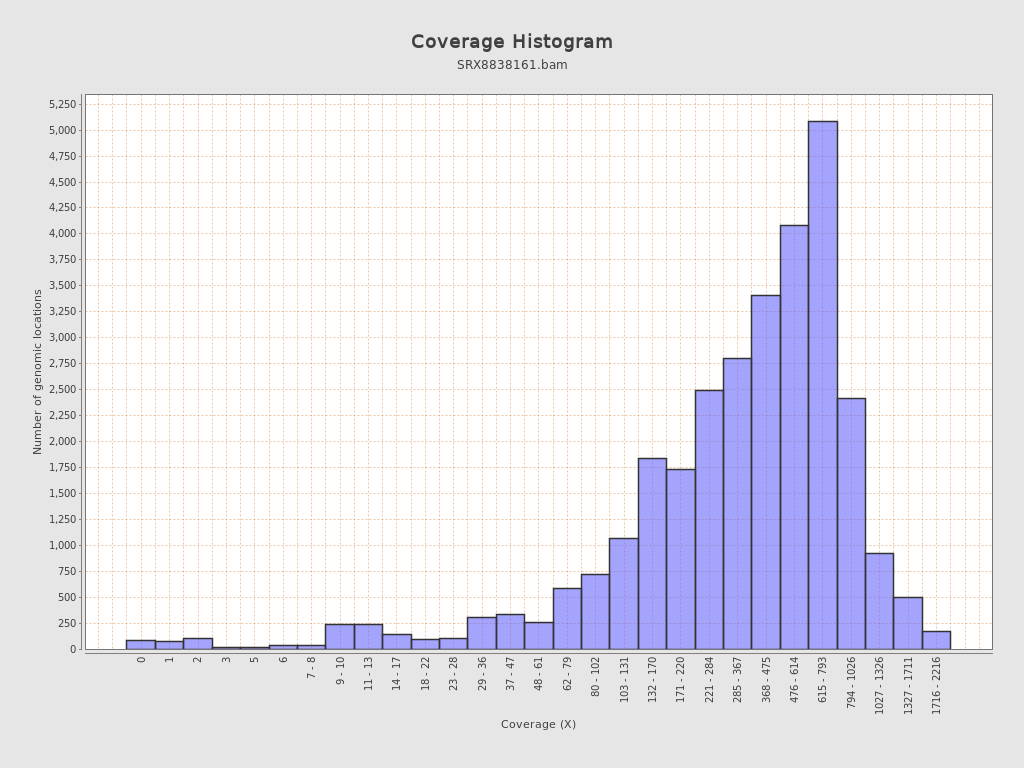 Coverage Histogram
SRX8838161.bam
Number of genomic locations
5,250
5,000
4,750
4,500
4,250
4,000
3,750
3,500
3,250
3,000
2,750
2,500
2,250
2,000
1,750
1,500
1,250
1,000
750
500
250
0
0
1
2
3
5
6
7 - 8
9 - 10
11 - 13
14 - 17
18 - 22
23 - 28
29 - 36
37 - 47
48 - 61
62 - 79
80 - 102
103 - 131
132 - 170
171 - 220
221 - 284
285 - 367
368 - 475
476 - 614
615 - 793
794 - 1026
1027 - 1326
1327 - 1711
1716 - 2216
Coverage (X)